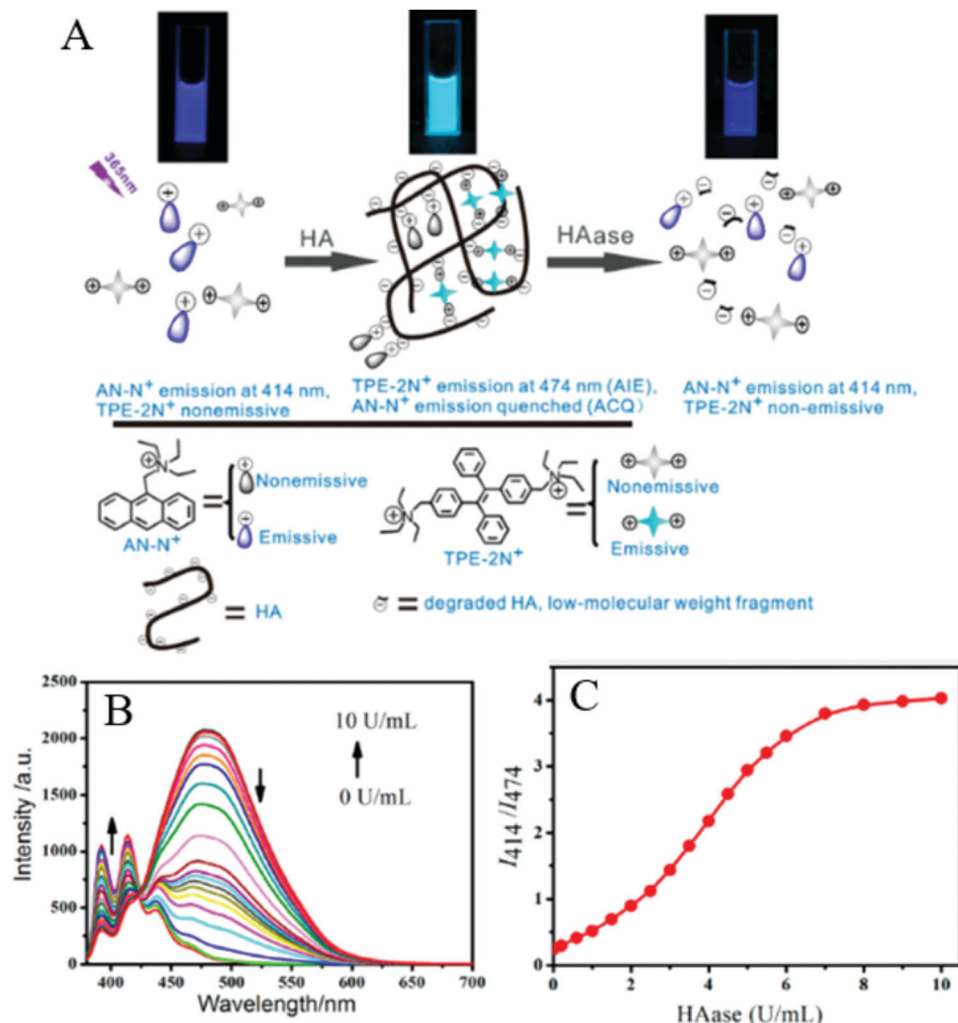 A
365nm
HA
HAase
AN-N⁺ emission at 414 nm,
TPE-2N⁺ nonemissive
TPE-2N⁺ emission at 474 nm (AIE),
AN-N⁺ emission quenched (ACQ)
AN-N⁺ emission at 414 nm,
TPE-2N⁺ non-emissive
N
AN-N⁺
=
Nonemissive
Emissive
N
N
TPE-2N⁺
=
Nonemissive
Emissive
= HA
= degraded HA, low-molecular weight fragment
B
10 U/mL
0 U/mL
Intensity /a.u.
2500
2000
1500
1000
500
0
400 450 500 550 600 650 700
Wavelength/nm
C
I₄₁₄ /I₄₇₄
4
3
2
1
0
0 2 4 6 8 10
HAase (U/mL)